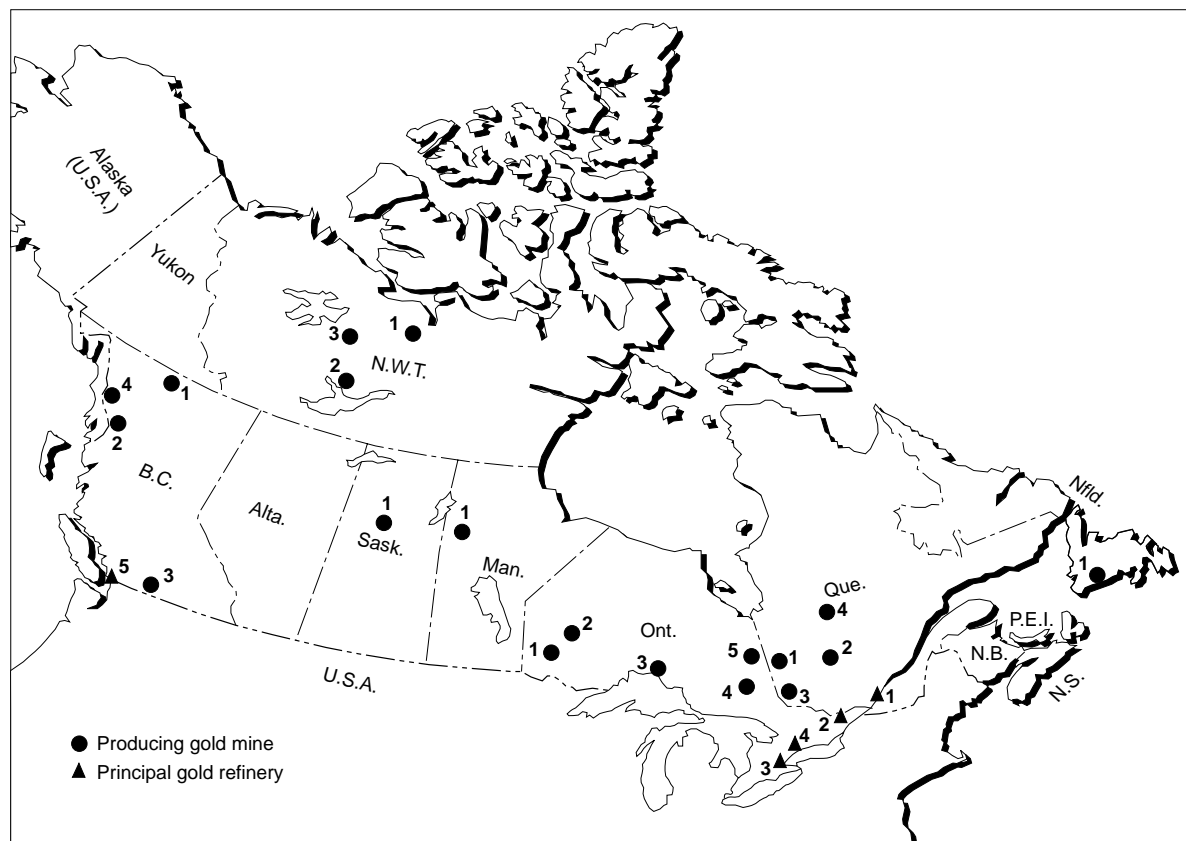 Alaska
(U.S.A.)
Yukon
3
1
N.W.T.
2
4
1
2
B.C.
Alta.
1
Sask.
1
Man.
Nfld.
1
5
3
Que.
4
P.E.I.
2
1
Ont.
3
5
1
2
N.B.
N.S.
U.S.A.
4
3
1
2
4
3
Producing gold mine
Principal gold refinery